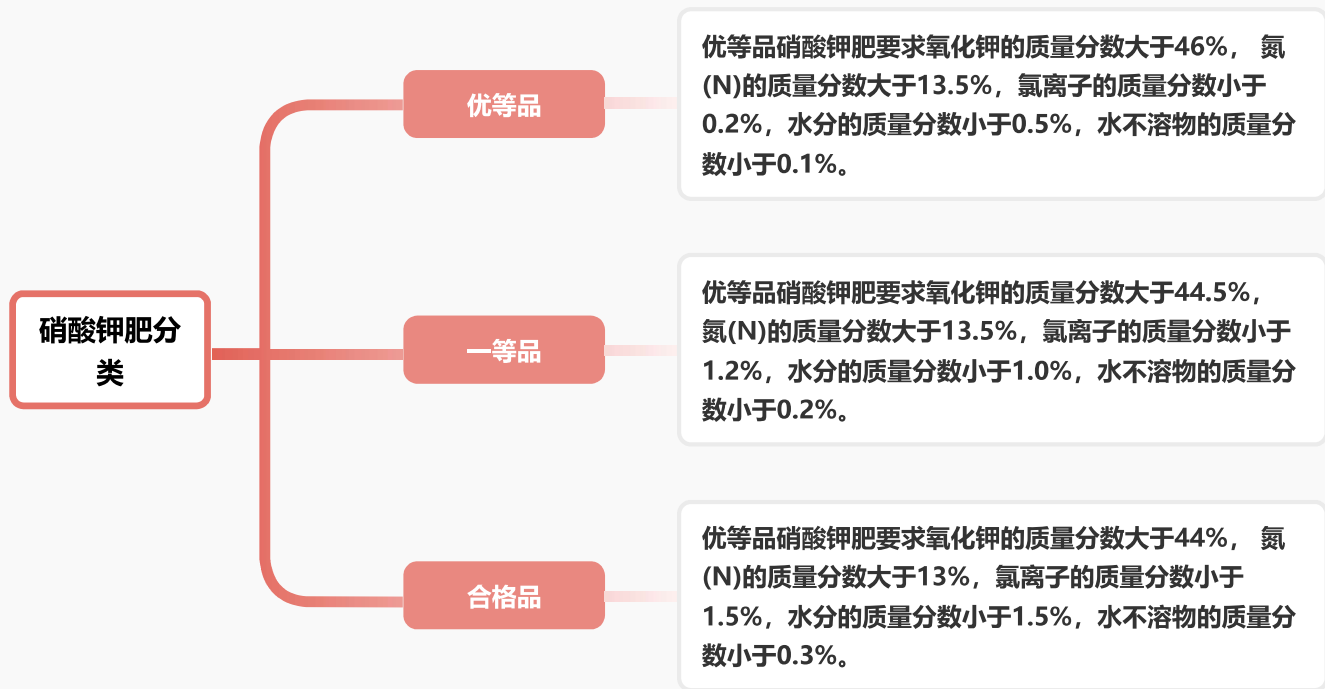 硝酸钾肥分
类
优等品
优等品硝酸钾肥要求氧化钾的质量分数大于46%， 氮
(N)的质量分数大于13.5%，氯离子的质量分数小于
0.2%，水分的质量分数小于0.5%，水不溶物的质量分
数小于0.1%。
一等品
优等品硝酸钾肥要求氧化钾的质量分数大于44.5%，
氮(N)的质量分数大于13.5%，氯离子的质量分数小于
1.2%，水分的质量分数小于1.0%，水不溶物的质量分
数小于0.2%。
合格品
优等品硝酸钾肥要求氧化钾的质量分数大于44%， 氮
(N)的质量分数大于13%，氯离子的质量分数小于
1.5%，水分的质量分数小于1.5%，水不溶物的质量分
数小于0.3%。